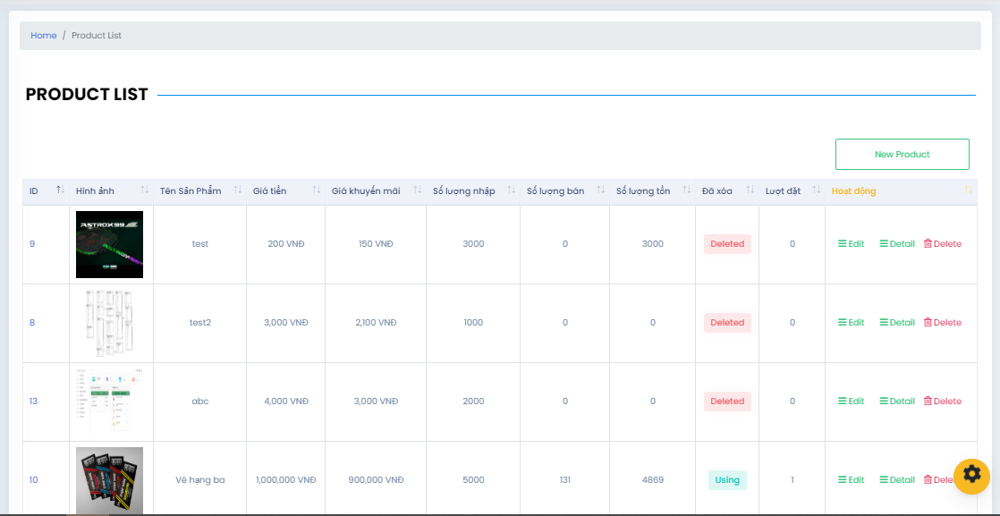 Home / Product List
PRODUCT LIST
New Product
ID Hình ảnh Tên Sản Phẩm Giá tiền Giá khuyến mãi Số lượng nhập Số lượng bán Số lượng tồn Đã xóa Lượt đặt Hoạt động
ASTROX 99
9 test 200 VNĐ 150 VNĐ 3000 0 3000 Deleted 0 Edit Detail Delete
8 test2 3,000 VNĐ 2,100 VNĐ 1000 0 0 Deleted 0 Edit Detail Delete
13 abc 4,000 VNĐ 3,000 VNĐ 2000 0 0 Deleted 0 Edit Detail Delete
10 Vé hạng ba 1,000,000 VNĐ 900,000 VNĐ 5000 131 4869 Using 1 Edit Detail Dele